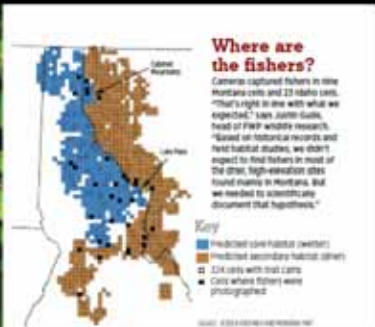 Where are
the fishers?
Cameras captured fishers in nine
Montana cells and 23 Idaho cells.
"That's right in line with what we
expected," says Justin Gude,
head of FWP wildlife research.
"Based on historical records and
field habitat studies, we didn't
expect to find fishers in most of
the drier, high-elevation sites
found mainly in Montana. But
we needed to scientifically
document that hypothesis."
Cabinet
Mountains
Lolo Pass
Key
Predicted core habitat (wetter)
Predicted secondary habitat (drier)
cells with trail cams
Cells where fishers were
photographed